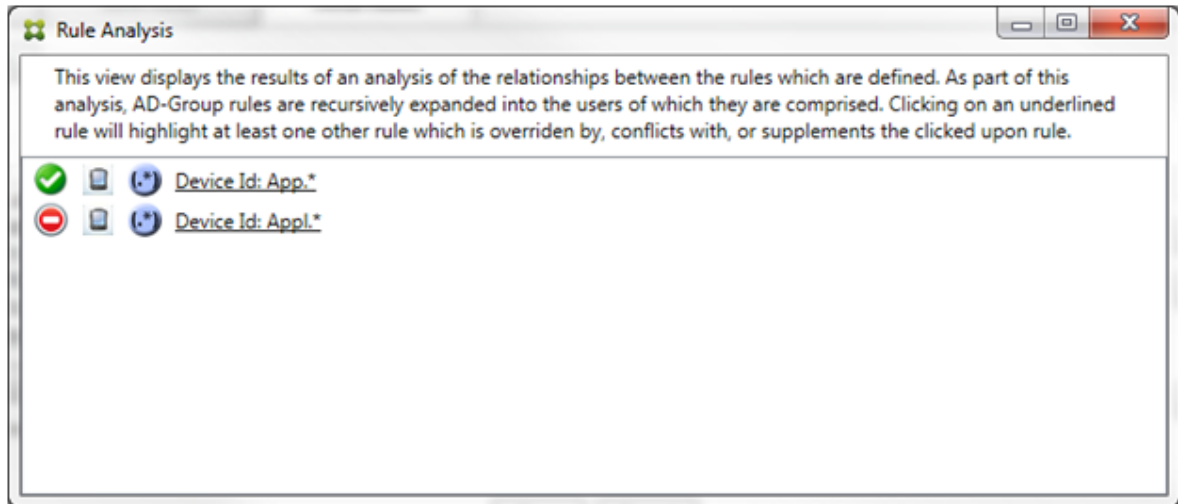 Rule Analysis
This view displays the results of an analysis of the relationships between the rules which are defined. As part of this
analysis, AD-Group rules are recursively expanded into the users of which they are comprised. Clicking on an underlined
rule will highlight at least one other rule which is overriden by, conflicts with, or supplements the clicked upon rule.
(.*) Device Id: App.*
(.*) Device Id: Appl.*